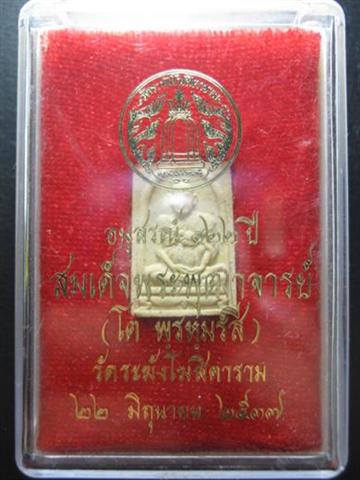 อนุสรณ์ ๑๒๒ ปี
สมเด็จพระพุฒาจารย์
(โต พรหมรํสี)
วัดระฆังโฆสิตาราม
๒๒ มิถุนายน ๒๕๓๗